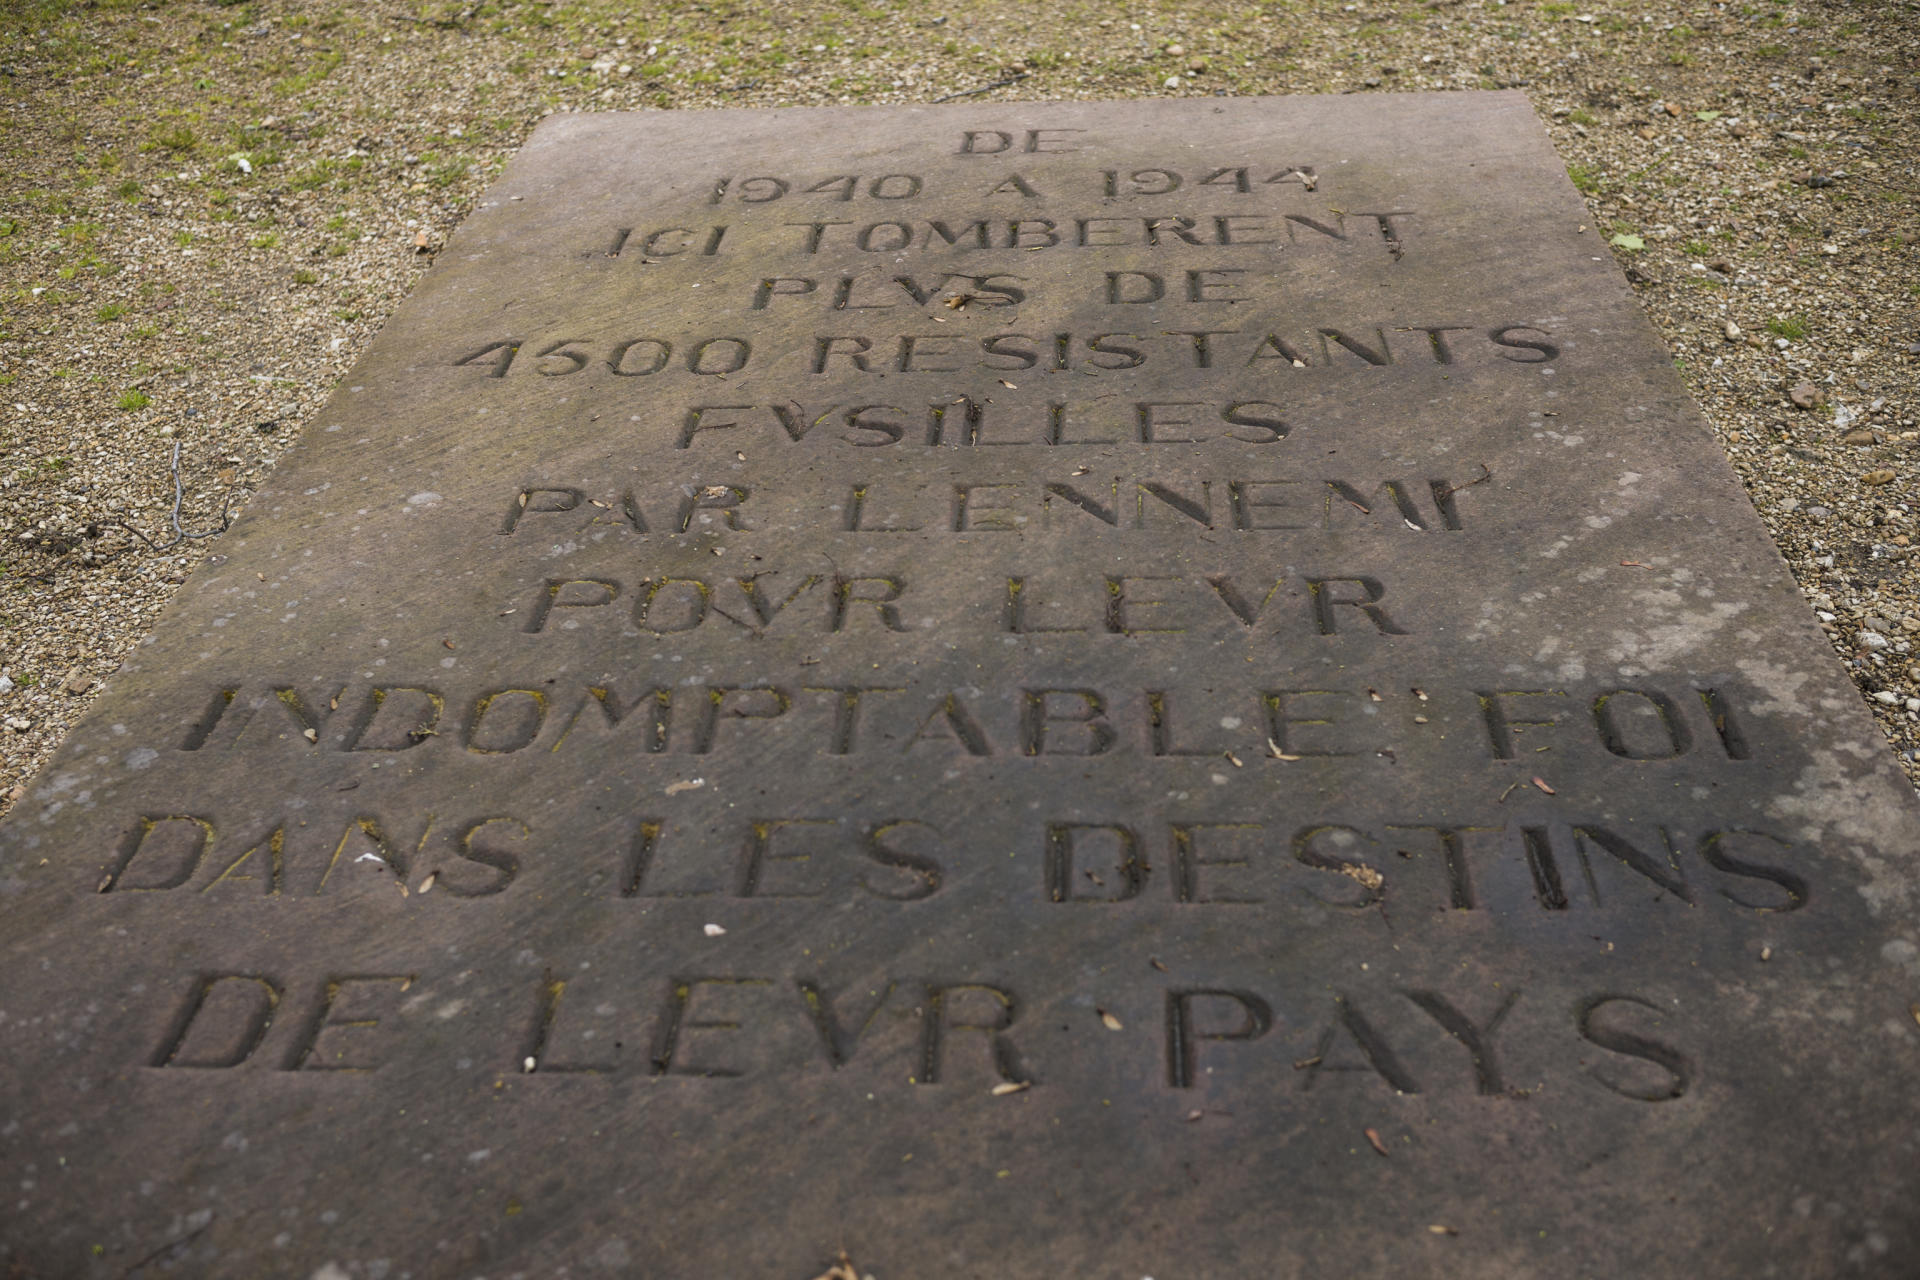 DE
1940 A 1944
ICI TOMBERENT
PLVS DE
4500 RESISTANTS
FVSILLES
PAR L'ENNEMI
POVR LEVR
INDOMPTABLE FOI
DANS LES DESTINS
DE LEVR PAYS